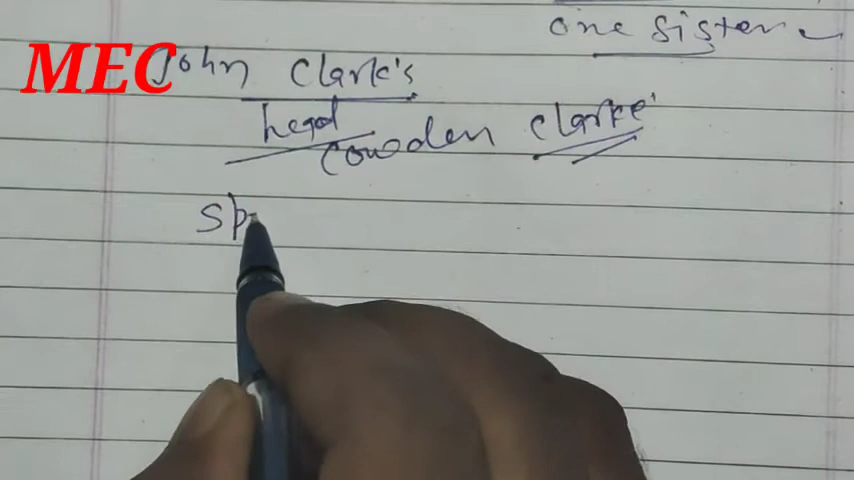 one sister
MEC John Clark's
head
Cowden Clarke'
Sp